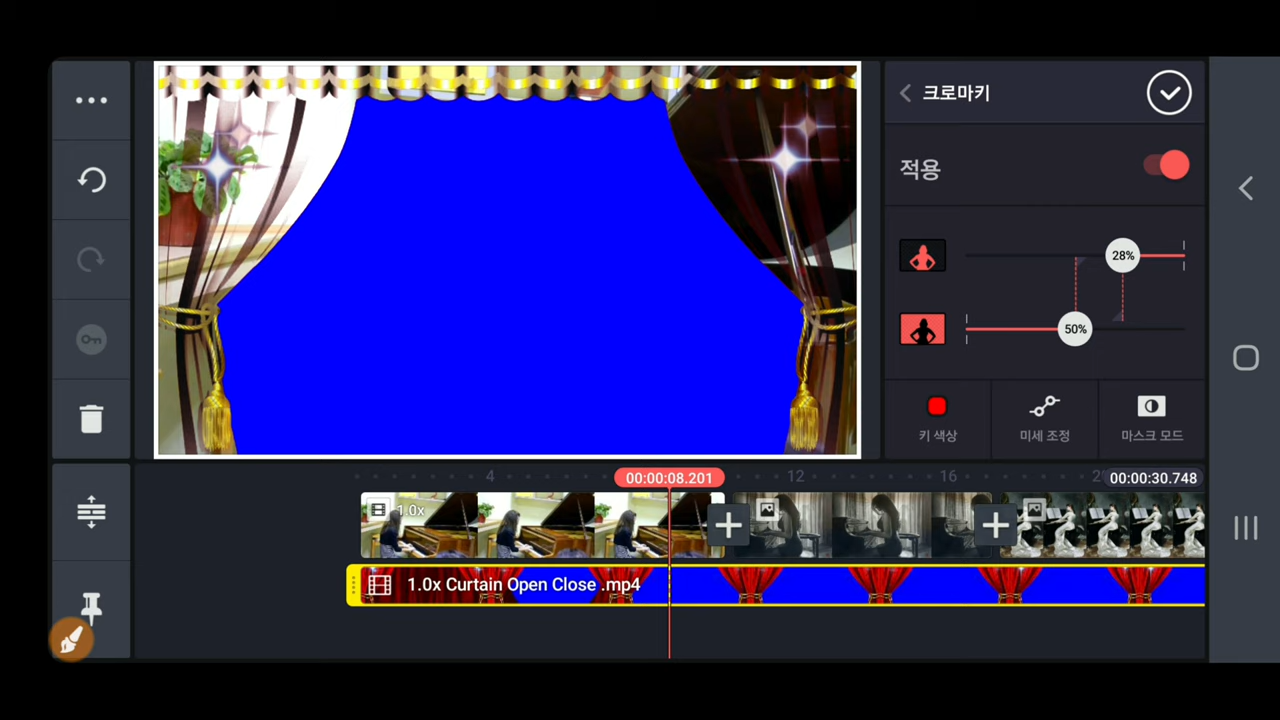 크로마키
적용
28%
50%
키 색상
미세 조정
마스크 모드
4
00:00:08.201
12
16
00:00:30.748
1.0x
1.0x Curtain Open Close .mp4